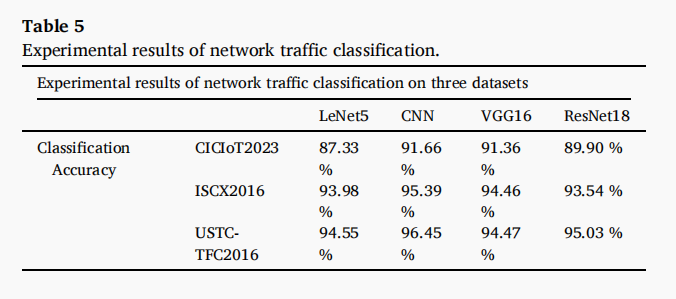 Table 5
Experimental results of network traffic classification.
Experimental results of network traffic classification on three datasets
LeNet5 CNN VGG16 ResNet18
Classification CICIoT2023 87.33 91.66 91.36 89.90 %
Accuracy % % %
ISCX2016 93.98 95.39 94.46 93.54 %
% % %
USTC- 94.55 96.45 94.47 95.03 %
TFC2016 % % %